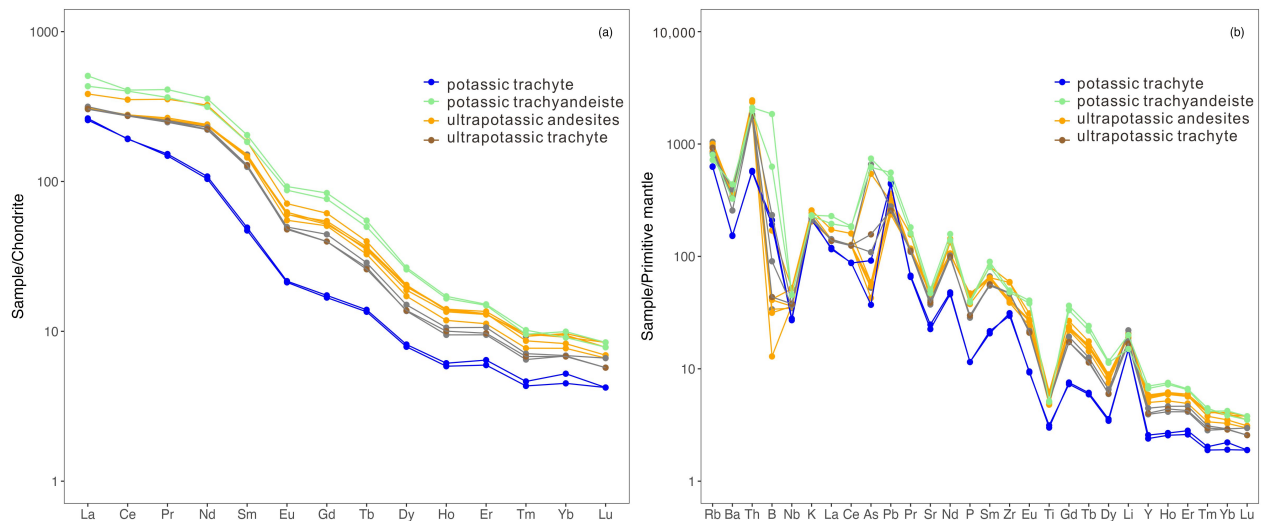 1000
100
10
1
Sample/Chondrite
(a)
potassic trachyte
potassic trachyandeiste
ultrapotassic andesites
ultrapotassic trachyte
La Ce Pr Nd Sm Eu Gd Tb Dy Ho Er Tm Yb Lu
10,000
1000
100
10
1
Sample/Primitive mantle
(b)
potassic trachyte
potassic trachyandeiste
ultrapotassic andesites
ultrapotassic trachyte
Rb Ba Th B Nb K La Ce As Pb Pr Sr Nd P Sm Zr Eu Ti Gd Tb Dy Li Y Ho Er Tm Yb Lu